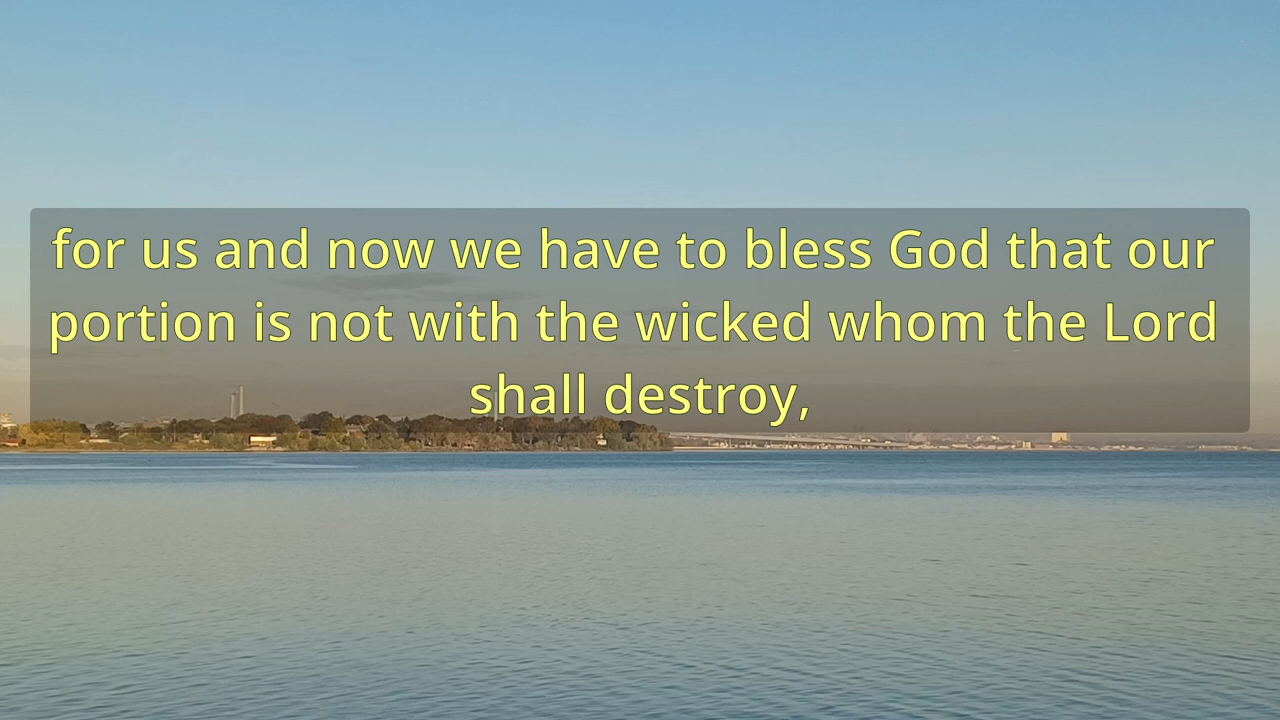 for us and now we have to bless God that our
portion is not with the wicked whom the Lord
shall destroy,